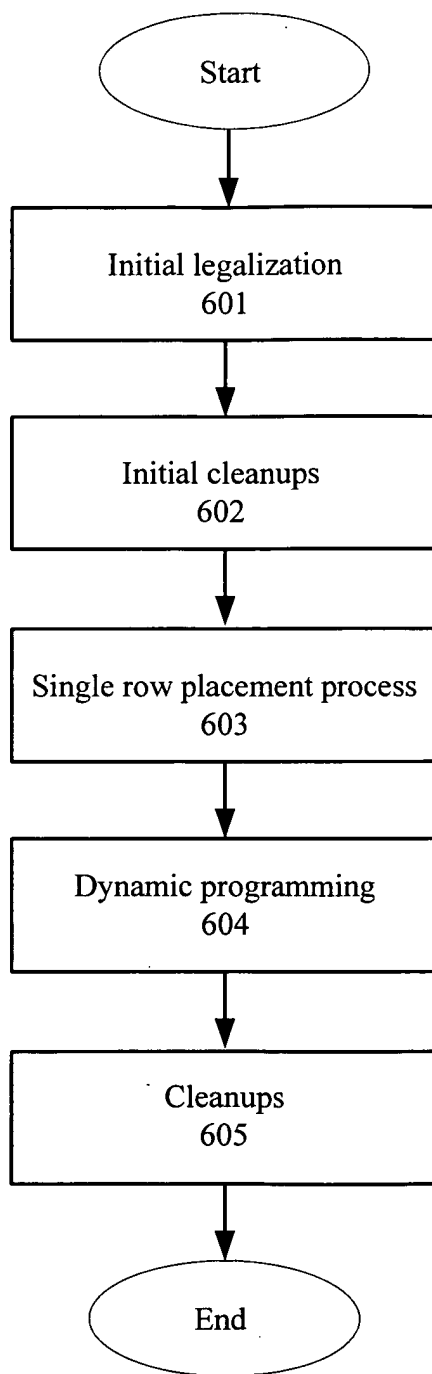 Start
Initial legalization
601
Initial cleanups
602
Single row placement process
603
Dynamic programming
604
Cleanups
605
End